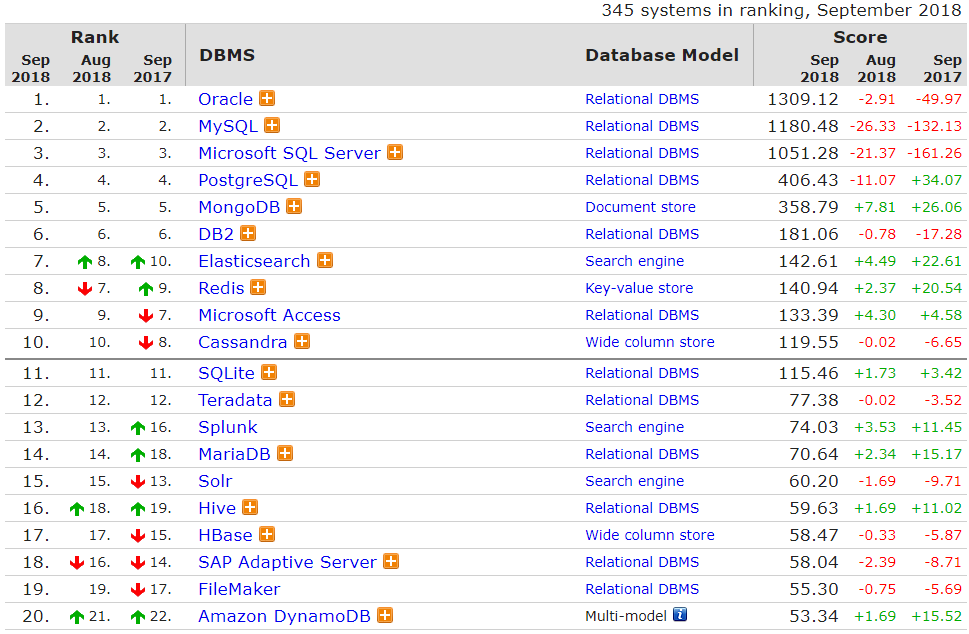 345 systems in ranking, September 2018
Rank DBMS Database Model Score
Sep 2018 Aug 2018 Sep 2017 Sep 2018 Aug 2018 Sep 2017
1. 1. 1. Oracle Relational DBMS 1309.12 -2.91 -49.97
2. 2. 2. MySQL Relational DBMS 1180.48 -26.33 -132.13
3. 3. 3. Microsoft SQL Server Relational DBMS 1051.28 -21.37 -161.26
4. 4. 4. PostgreSQL Relational DBMS 406.43 -11.07 +34.07
5. 5. 5. MongoDB Document store 358.79 +7.81 +26.06
6. 6. 6. DB2 Relational DBMS 181.06 -0.78 -17.28
7. 8. 10. Elasticsearch Search engine 142.61 +4.49 +22.61
8. 7. 9. Redis Key-value store 140.94 +2.37 +20.54
9. 9. 7. Microsoft Access Relational DBMS 133.39 +4.30 +4.58
10. 10. 8. Cassandra Wide column store 119.55 -0.02 -6.65
11. 11. 11. SQLite Relational DBMS 115.46 +1.73 +3.42
12. 12. 12. Teradata Relational DBMS 77.38 -0.02 -3.52
13. 13. 16. Splunk Search engine 74.03 +3.53 +11.45
14. 14. 18. MariaDB Relational DBMS 70.64 +2.34 +15.17
15. 15. 13. Solr Search engine 60.20 -1.69 -9.71
16. 18. 19. Hive Relational DBMS 59.63 +1.69 +11.02
17. 17. 15. HBase Wide column store 58.47 -0.33 -5.87
18. 16. 14. SAP Adaptive Server Relational DBMS 58.04 -2.39 -8.71
19. 19. 17. FileMaker Relational DBMS 55.30 -0.75 -5.69
20. 21. 22. Amazon DynamoDB Multi-model i 53.34 +1.69 +15.52